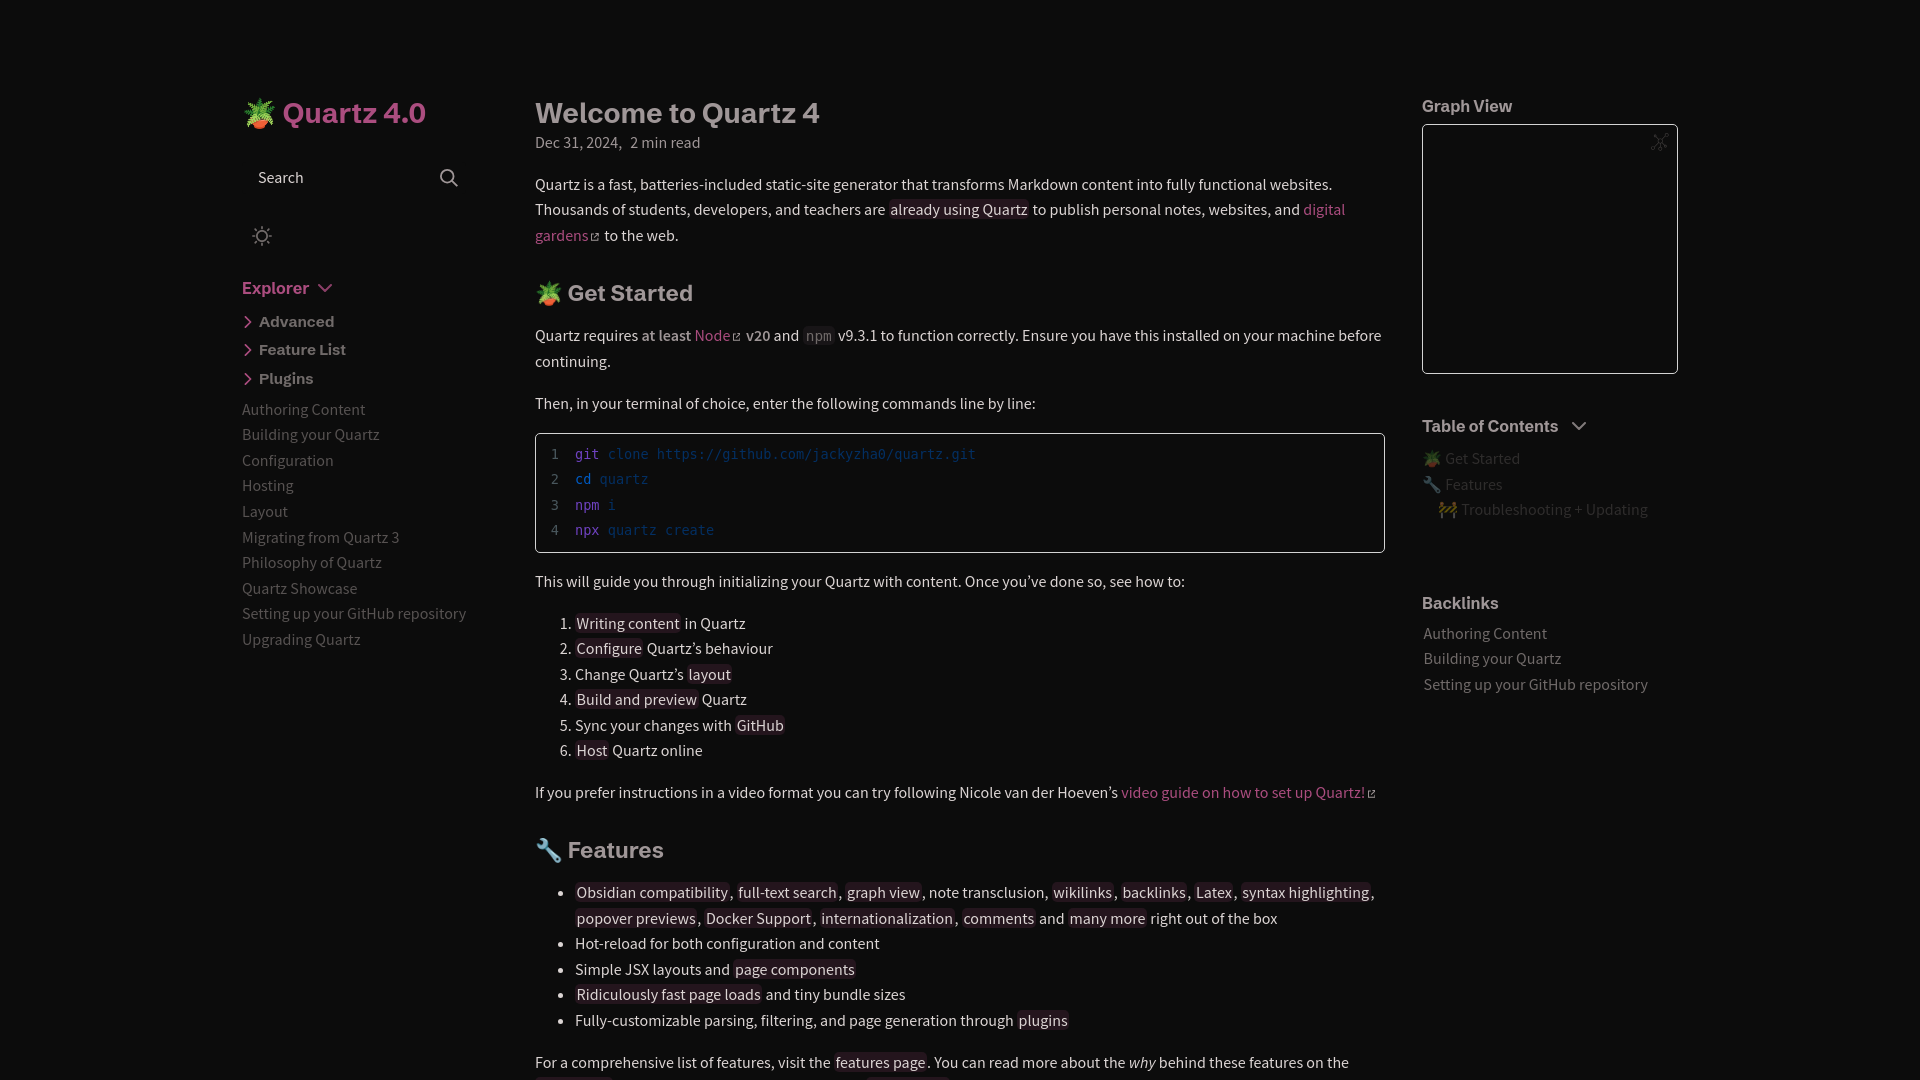 Quartz 4.0
Search
Explorer
Advanced
Feature List
Plugins
Authoring Content
Building your Quartz
Configuration
Hosting
Layout
Migrating from Quartz 3
Philosophy of Quartz
Quartz Showcase
Setting up your GitHub repository
Upgrading Quartz
Welcome to Quartz 4
Dec 31, 2024, 2 min read
Quartz is a fast, batteries-included static-site generator that transforms Markdown content into fully functional websites.
Thousands of students, developers, and teachers are already using Quartz to publish personal notes, websites, and digital
gardens to the web.
Get Started
Quartz requires at least Node v20 and npm v9.3.1 to function correctly. Ensure you have this installed on your machine before
continuing.
Then, in your terminal of choice, enter the following commands line by line:
1 git clone https://github.com/jackyzha0/quartz.git
2 cd quartz
3 npm i
4 npx quartz create
This will guide you through initializing your Quartz with content. Once you’ve done so, see how to:
1. Writing content in Quartz
2. Configure Quartz’s behaviour
3. Change Quartz’s layout
4. Build and preview Quartz
5. Sync your changes with GitHub
6. Host Quartz online
If you prefer instructions in a video format you can try following Nicole van der Hoeven’s video guide on how to set up Quartz!
Features
• Obsidian compatibility, full-text search, graph view, note transclusion, wikilinks, backlinks, Latex, syntax highlighting,
popover previews, Docker Support, internationalization, comments and many more right out of the box
• Hot-reload for both configuration and content
• Simple JSX layouts and page components
• Ridiculously fast page loads and tiny bundle sizes
• Fully-customizable parsing, filtering, and page generation through plugins
For a comprehensive list of features, visit the features page. You can read more about the why behind these features on the
Graph View
Table of Contents
Get Started
Features
Troubleshooting + Updating
Backlinks
Authoring Content
Building your Quartz
Setting up your GitHub repository